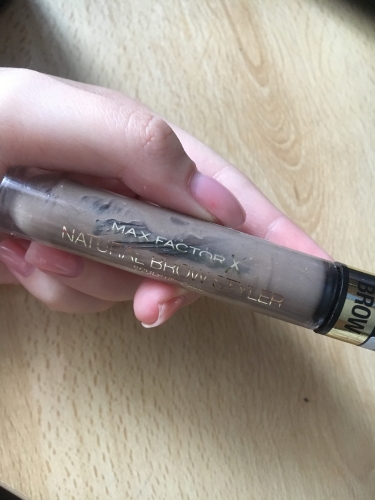 MAX FACTOR X
NATURAL BROW STYLER
BROW